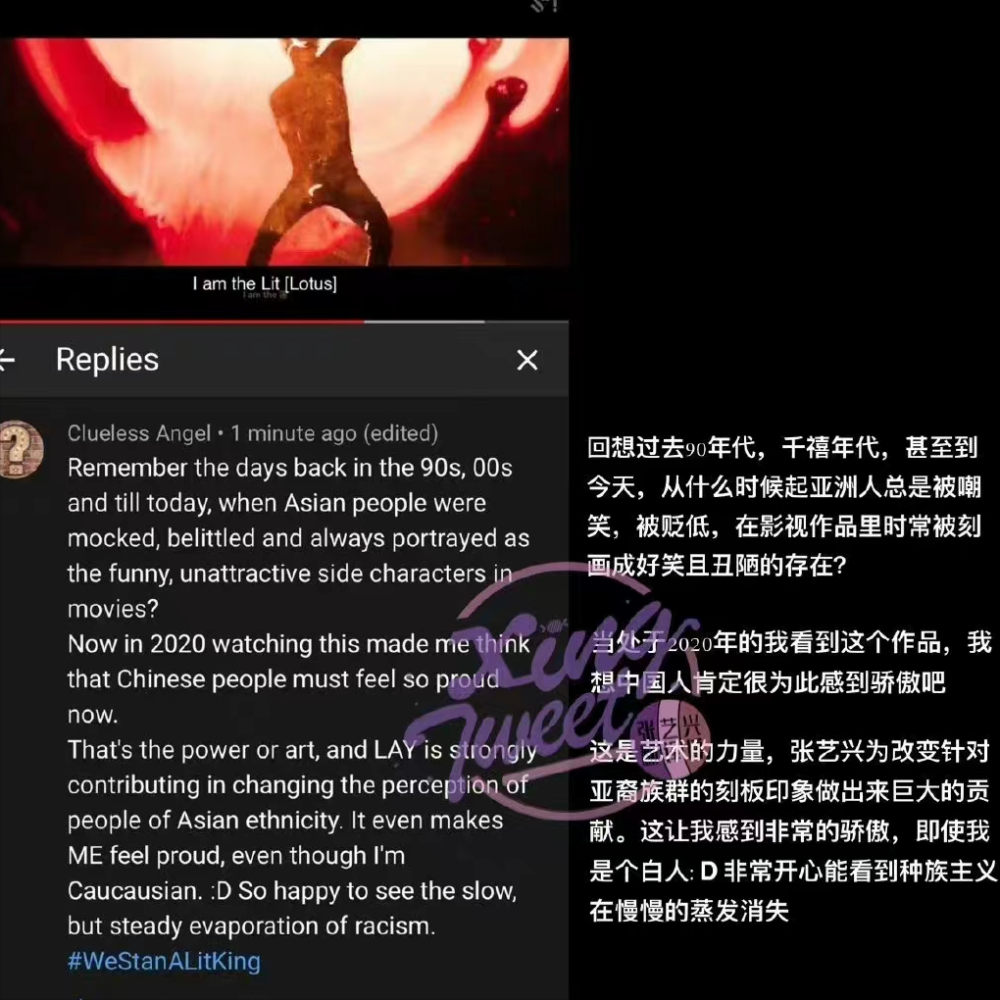 I am the Lit [Lotus]
I am the
Replies
Clueless Angel • 1 minute ago (edited)
Remember the days back in the 90s, 00s
and till today, when Asian people were
mocked, belittled and always portrayed as
the funny, unattractive side characters in
movies?
Now in 2020 watching this made me think
that Chinese people must feel so proud
now.
That's the power or art, and LAY is strongly
contributing in changing the perception of
people of Asian ethnicity. It even makes
ME feel proud, even though I'm
Caucausian. :D So happy to see the slow,
but steady evaporation of racism.
#WeStanALitKing
回想过去90年代，千禧年代，甚至到
今天，从什么时候起亚洲人总是被嘲
笑，被贬低，在影视作品里时常被刻
画成好笑且丑陋的存在?
当处于2020年的我看到这个作品，我
想中国人肯定很为此感到骄傲吧
这是艺术的力量，张艺兴为改变针对
亚裔族群的刻板印象做出来巨大的贡
献。这让我感到非常的骄傲，即使我
是个白人: D 非常开心能看到种族主义
在慢慢的蒸发消失
Xing
Tweet
张艺兴